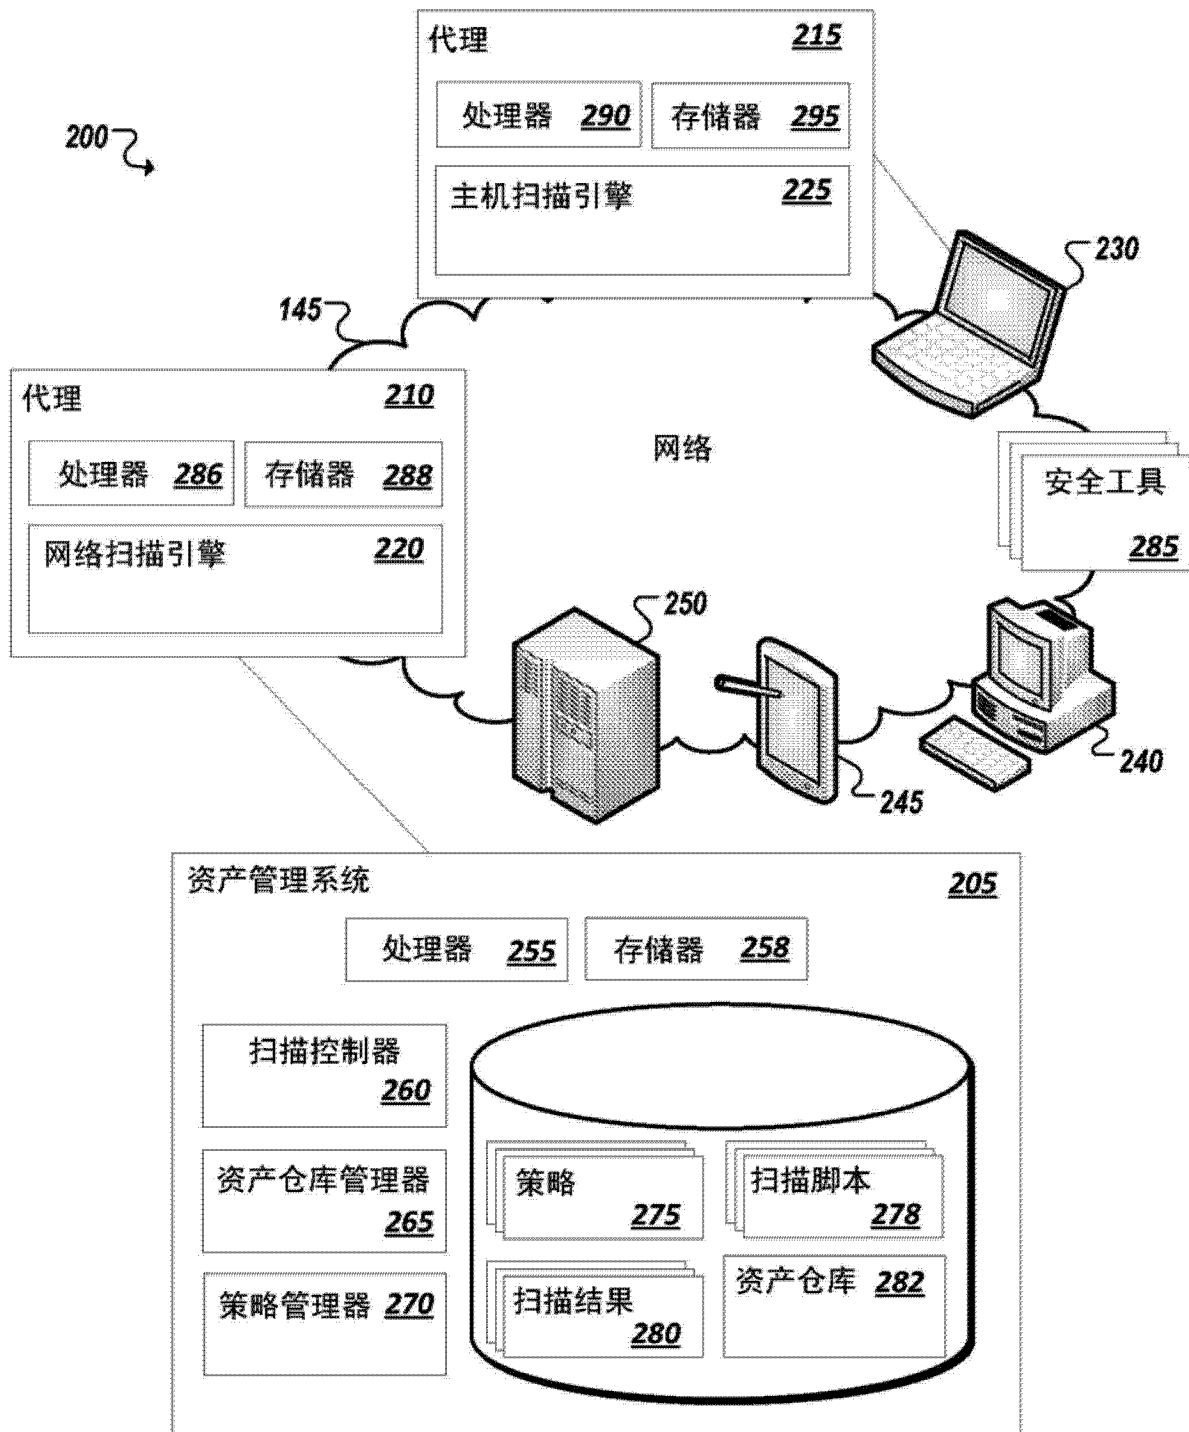 代理 215
处理器 290 存储器 295
200
主机扫描引擎 225
230
145
代理 210
网络
处理器 286 存储器 288
安全工具
285
网络扫描引擎 220
250
240
245
资产管理系统 205
处理器 255 存储器 258
扫描控制器
260
资产仓库管理器
265
策略管理器 270
策略
275
扫描脚本
278
扫描结果
280
资产仓库 282